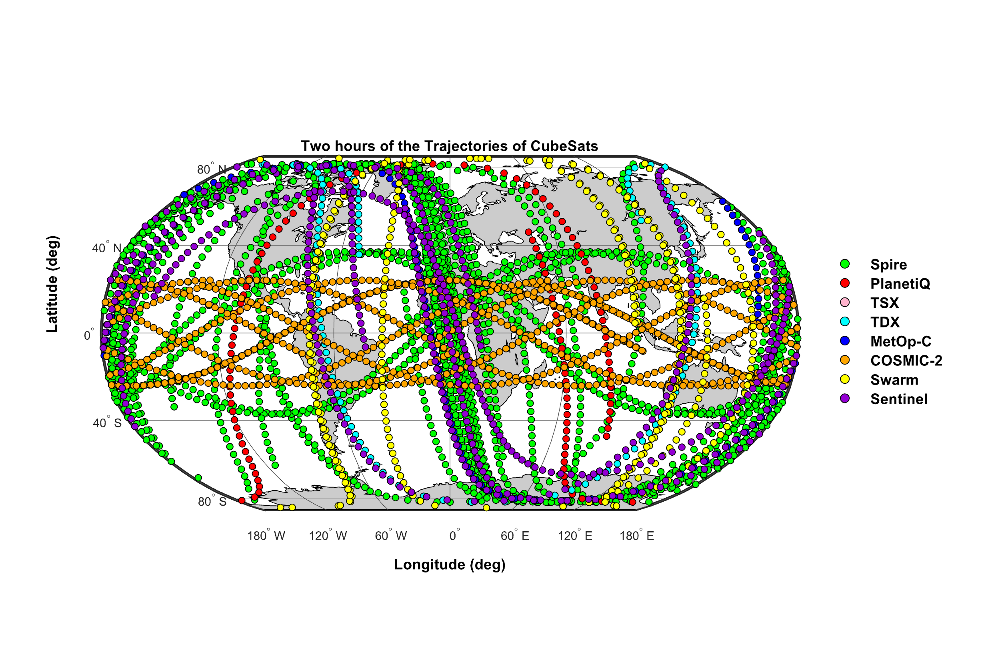 Two hours of the Trajectories of CubeSats
80° N
40° N
0°
40° S
80° S
Latitude (deg)
180° W 120° W 60° W 0° 60° E 120° E 180° E
Longitude (deg)
Spire
PlanetiQ
TSX
TDX
MetOp-C
COSMIC-2
Swarm
Sentinel